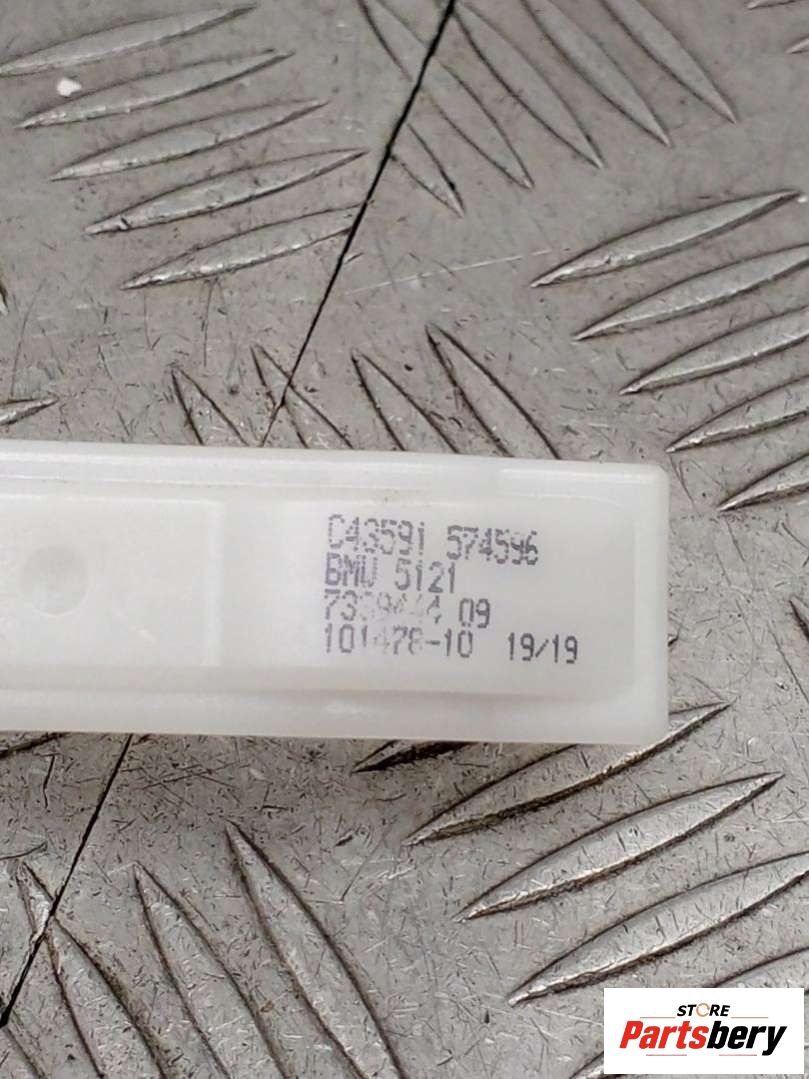 C43591 574596
BMW 5121
7339444 09
101478-10 19/19
STORE
Partsbery